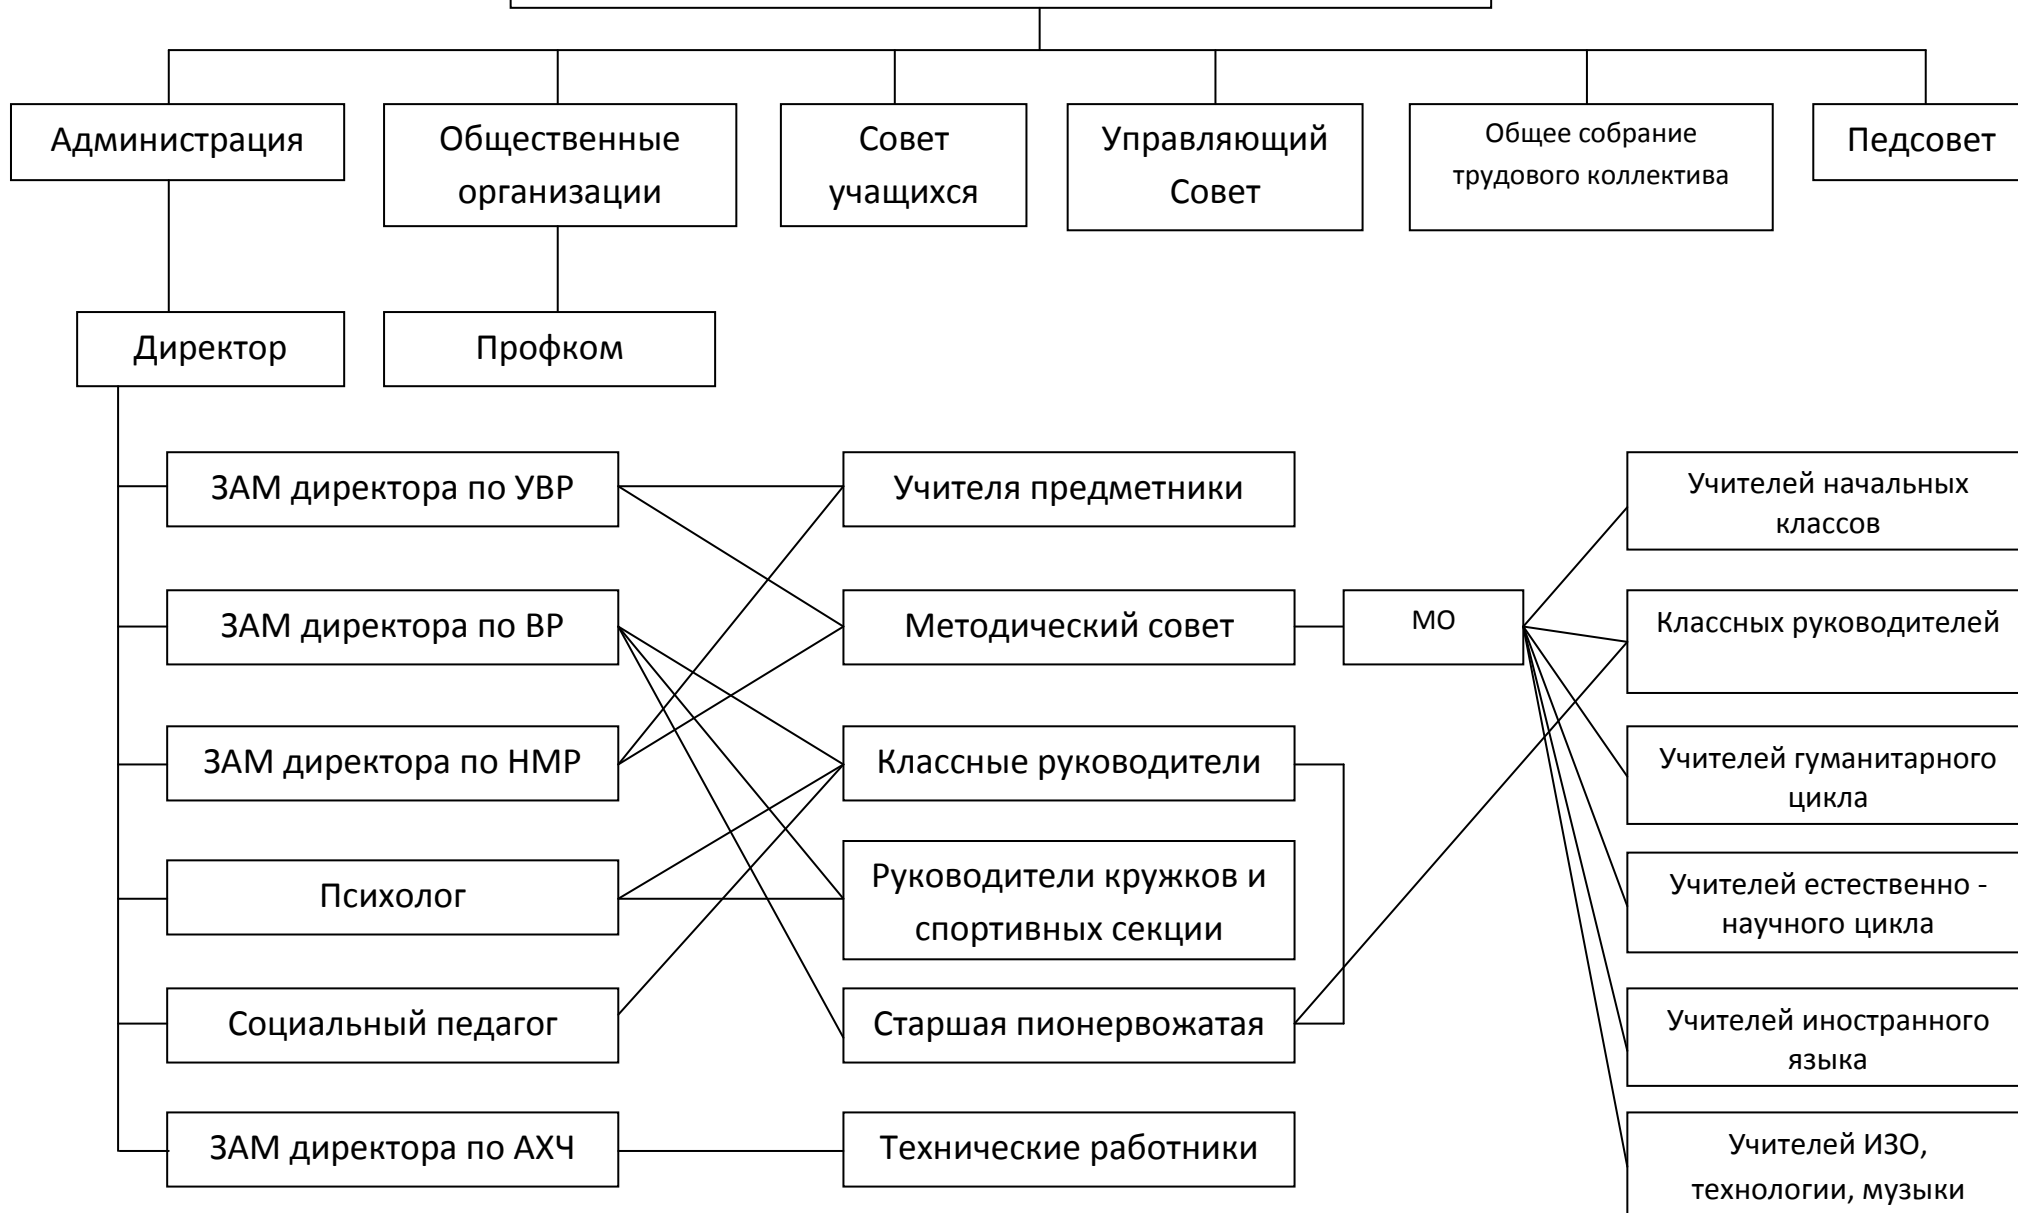 Администрация
Общественные
организации
Совет
учащихся
Управляющий
Совет
Общее собрание
трудового коллектива
Педсовет
Директор
Профком
ЗАМ директора по УВР
Учителя предметники
Учителей начальных
классов
ЗАМ директора по ВР
Методический совет
МО
Классных руководителей
ЗАМ директора по НМР
Классные руководители
Учителей гуманитарного
цикла
Психолог
Руководители кружков и
спортивных секции
Учителей естественно -
научного цикла
Социальный педагог
Старшая пионервожатая
Учителей иностранного
языка
ЗАМ директора по АХЧ
Технические работники
Учителей ИЗО,
технологии, музыки